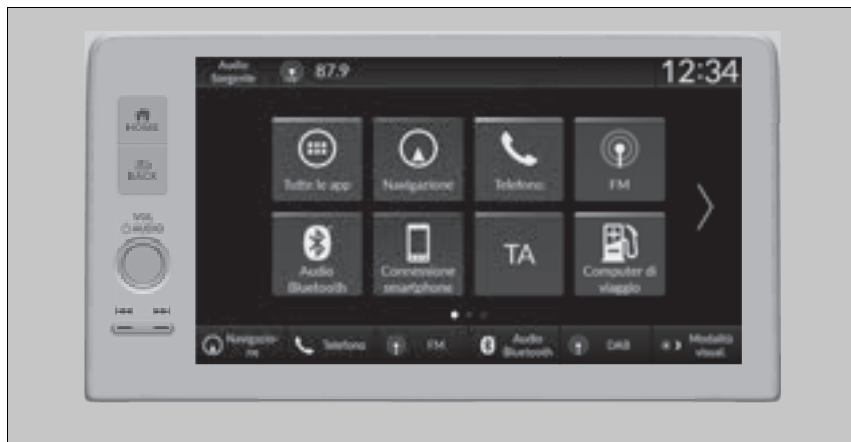 Audio
Sorgente
87.9
12:34
HOME
BACK
VOL
AUDIO
Tutte le app
Navigazione
Telefono
FM
Audio
Bluetooth
Connessione
smartphone
TA
Computer di
viaggio
Navigazio-
ne
Telefono
FM
Audio
Bluetooth
DAB
Modalità
visual.